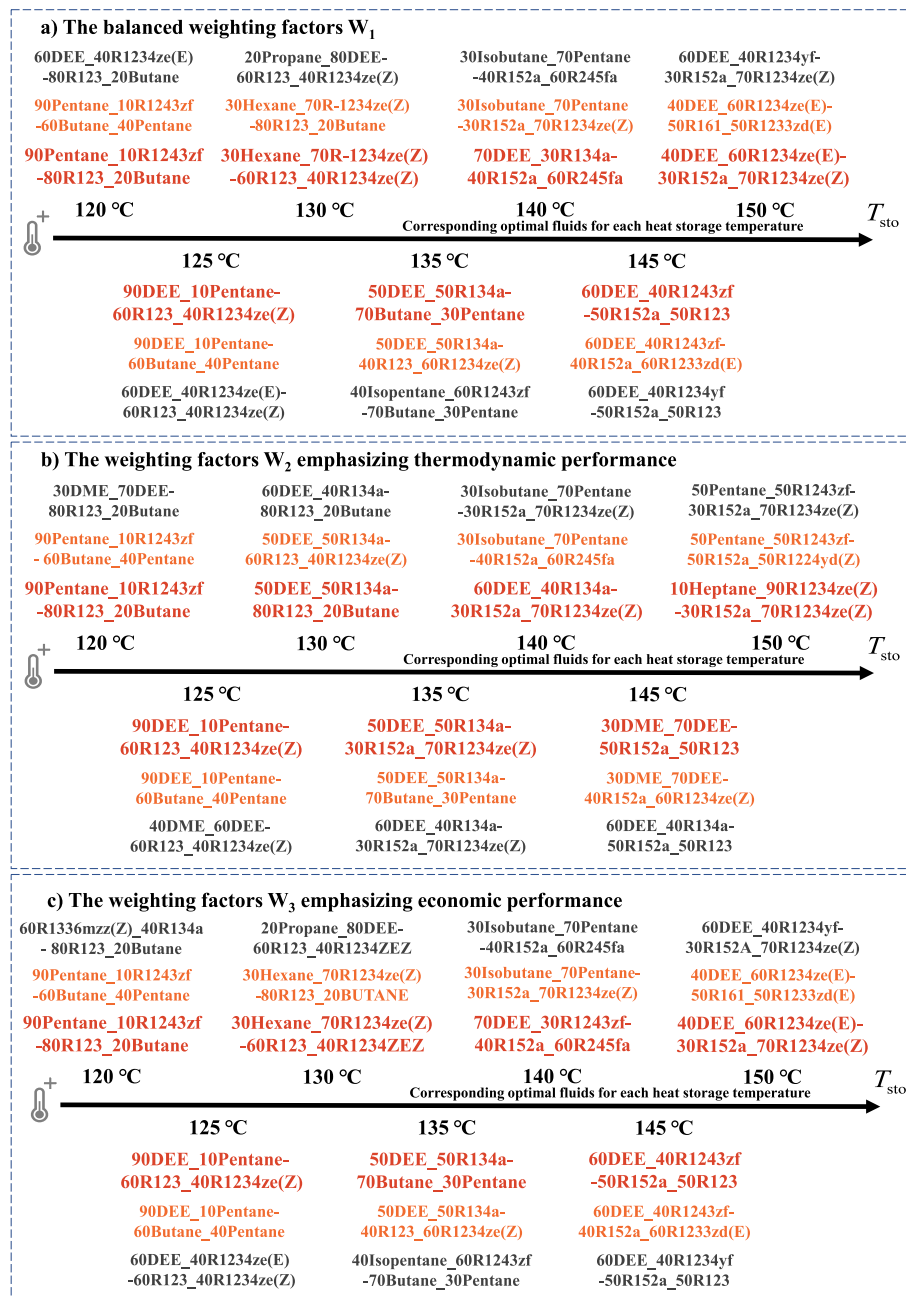 a) The balanced weighting factors W₁
60DEE_40R1234ze(E)
-80R123_20Butane
20Propane_80DEE-
60R123_40R1234ze(Z)
30Isobutane_70Pentane
-40R152a_60R245fa
60DEE_40R1234yf-
30R152a_70R1234ze(Z)
90Pentane_10R1243zf
-60Butane_40Pentane
30Hexane_70R-1234ze(Z)
-80R123_20Butane
30Isobutane_70Pentane
-30R152a_70R1234ze(Z)
40DEE_60R1234ze(E)-
50R161_50R1233zd(E)
90Pentane_10R1243zf
-80R123_20Butane
30Hexane_70R-1234ze(Z)
-60R123_40R1234ze(Z)
70DEE_30R134a-
40R152a_60R245fa
40DEE_60R1234ze(E)-
30R152a_70R1234ze(Z)
120 ℃
130 ℃
140 ℃
150 ℃
Tsto
Corresponding optimal fluids for each heat storage temperature
125 ℃
135 ℃
145 ℃
90DEE_10Pentane-
60R123_40R1234ze(Z)
50DEE_50R134a-
70Butane_30Pentane
60DEE_40R1243zf
-50R152a_50R123
90DEE_10Pentane-
60Butane_40Pentane
50DEE_50R134a-
40R123_60R1234ze(Z)
60DEE_40R1243zf-
40R152a_60R1233zd(E)
60DEE_40R1234ze(E)-
60R123_40R1234ze(Z)
40Isopentane_60R1243zf
-70Butane_30Pentane
60DEE_40R1234yf
-50R152a_50R123
b) The weighting factors W₂ emphasizing thermodynamic performance
30DME_70DEE-
80R123_20Butane
60DEE_40R134a-
80R123_20Butane
30Isobutane_70Pentane
-30R152a_70R1234ze(Z)
50Pentane_50R1243zf-
30R152a_70R1234ze(Z)
90Pentane_10R1243zf
- 60Butane_40Pentane
50DEE_50R134a-
60R123_40R1234ze(Z)
30Isobutane_70Pentane
-40R152a_60R245fa
50Pentane_50R1243zf-
50R152a_50R1224yd(Z)
90Pentane_10R1243zf
-80R123_20Butane
50DEE_50R134a-
80R123_20Butane
60DEE_40R134a-
30R152a_70R1234ze(Z)
10Heptane_90R1234ze(Z)
-30R152a_70R1234ze(Z)
120 ℃
130 ℃
140 ℃
150 ℃
Tsto
Corresponding optimal fluids for each heat storage temperature
125 ℃
135 ℃
145 ℃
90DEE_10Pentane-
60R123_40R1234ze(Z)
50DEE_50R134a-
30R152a_70R1234ze(Z)
30DME_70DEE-
50R152a_50R123
90DEE_10Pentane-
60Butane_40Pentane
50DEE_50R134a-
70Butane_30Pentane
30DME_70DEE-
40R152a_60R1234ze(Z)
40DME_60DEE-
60R123_40R1234ze(Z)
60DEE_40R134a-
30R152a_70R1234ze(Z)
60DEE_40R134a-
50R152a_50R123
c) The weighting factors W₃ emphasizing economic performance
60R1336mzz(Z)_40R134a
- 80R123_20Butane
20Propane_80DEE-
60R123_40R1234ZEZ
30Isobutane_70Pentane
-40R152a_60R245fa
60DEE_40R1234yf-
30R152A_70R1234ze(Z)
90Pentane_10R1243zf
-60Butane_40Pentane
30Hexane_70R1234ze(Z)
-80R123_20BUTANE
30Isobutane_70Pentane-
30R152a_70R1234ze(Z)
40DEE_60R1234ze(E)-
50R161_50R1233zd(E)
90Pentane_10R1243zf
-80R123_20Butane
30Hexane_70R1234ze(Z)
-60R123_40R1234ZEZ
70DEE_30R1243zf-
40R152a_60R245fa
40DEE_60R1234ze(E)-
30R152a_70R1234ze(Z)
120 ℃
130 ℃
140 ℃
150 ℃
Tsto
Corresponding optimal fluids for each heat storage temperature
125 ℃
135 ℃
145 ℃
90DEE_10Pentane-
60R123_40R1234ze(Z)
50DEE_50R134a-
70Butane_30Pentane
60DEE_40R1243zf
-50R152a_50R123
90DEE_10Pentane-
60Butane_40Pentane
50DEE_50R134a-
40R123_60R1234ze(Z)
60DEE_40R1243zf-
40R152a_60R1233zd(E)
60DEE_40R1234ze(E)
-60R123_40R1234ze(Z)
40Isopentane_60R1243zf
-70Butane_30Pentane
60DEE_40R1234yf
-50R152a_50R123